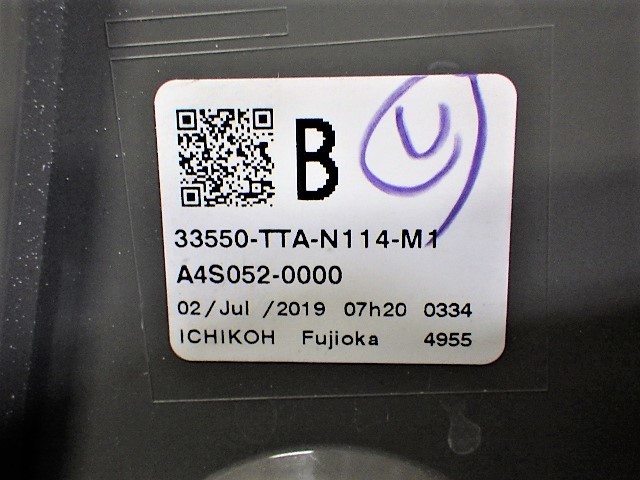 B
33550-TTA-N114-M1
A4S052-0000
02/Jul /2019 07h20 0334
ICHIKOH Fujioka 4955